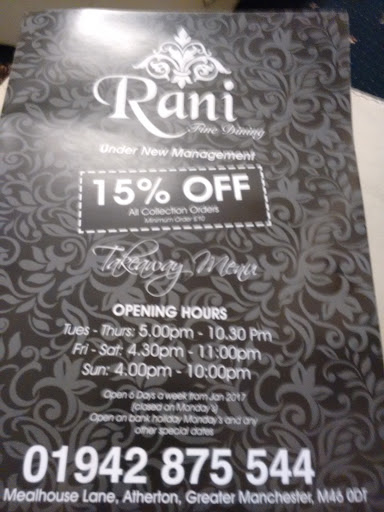 Rani
Fine Dining
Under New Management
15% OFF
All Collection Orders
Minimum Order £10
Takeaway Menu
OPENING HOURS
Tues - Thurs: 5.00pm - 10.30 Pm
Fri - Sat: 4.30pm - 11:00pm
Sun: 4.00pm - 10:00pm
Open 6 Days a week from Jan 2017
(closed on Monday's)
Open on bank holiday Monday's and any
other special dates
01942 875 544
Mealhouse Lane, Atherton, Greater Manchester, M46 0DT